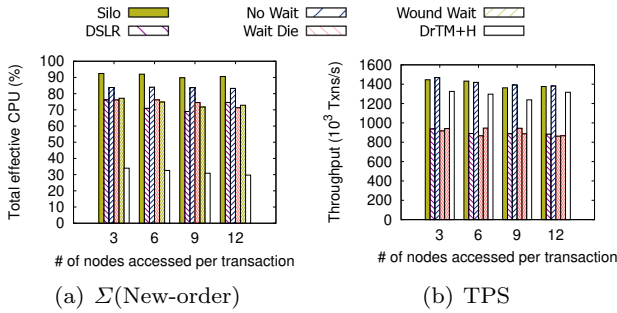 Silo No Wait Wound Wait
DSLR Wait Die DrTM+H
Total effective CPU (%)
100
90
80
70
60
50
40
30
20
10
0
3 6 9 12
# of nodes accessed per transaction
(a) Σ(New-order)
Throughput (10³ Txns/s)
1600
1400
1200
1000
800
600
400
200
0
3 6 9 12
# of nodes accessed per transaction
(b) TPS